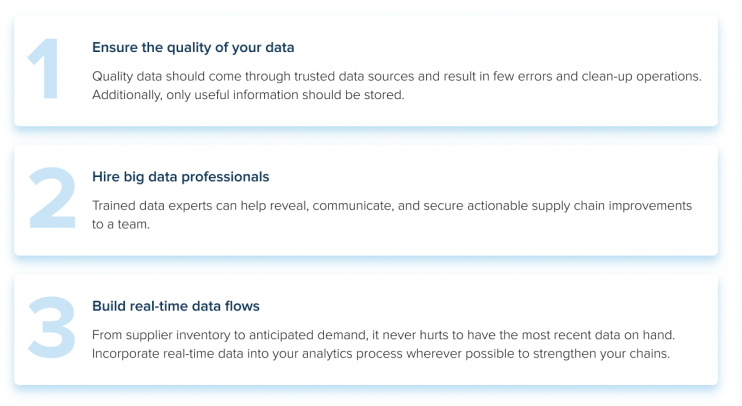 1
Ensure the quality of your data
Quality data should come through trusted data sources and result in few errors and clean-up operations.
Additionally, only useful information should be stored.
2
Hire big data professionals
Trained data experts can help reveal, communicate, and secure actionable supply chain improvements
to a team.
3
Build real-time data flows
From supplier inventory to anticipated demand, it never hurts to have the most recent data on hand.
Incorporate real-time data into your analytics process wherever possible to strengthen your chains.